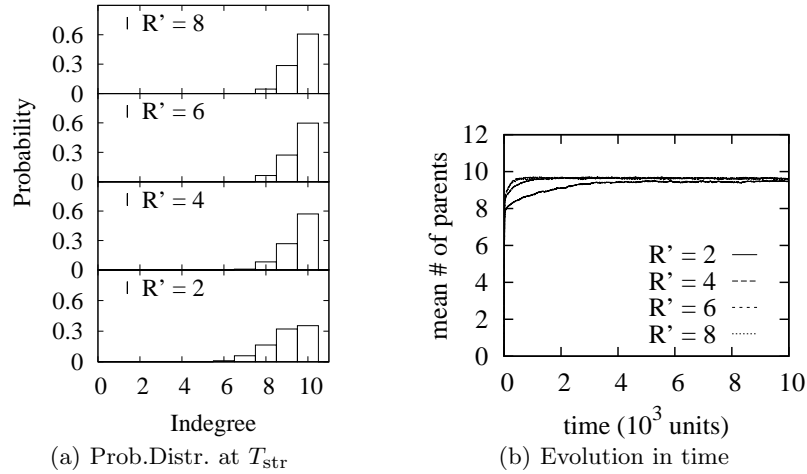 0.6
0.3
0
R' = 8
0.6
0.3
0
R' = 6
0.6
0.3
0
R' = 4
0.6
0.3
0
R' = 2
Probability
0 2 4 6 8 10
Indegree
(a) Prob.Distr. at T_str
12
10
8
6
4
2
0
mean # of parents
R' = 2
R' = 4
R' = 6
R' = 8
0 2 4 6 8 10
time (10³ units)
(b) Evolution in time